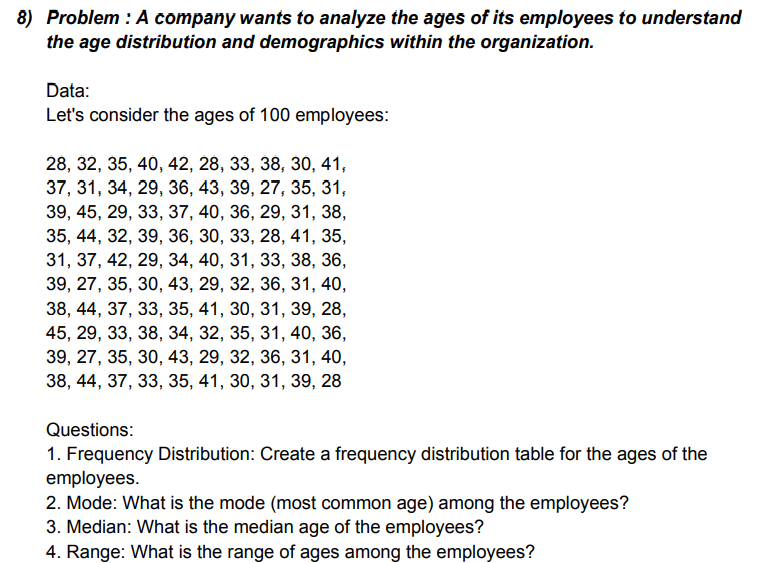 8) Problem : A company wants to analyze the ages of its employees to understand
the age distribution and demographics within the organization.
Data:
Let's consider the ages of 100 employees:
28, 32, 35, 40, 42, 28, 33, 38, 30, 41,
37, 31, 34, 29, 36, 43, 39, 27, 35, 31,
39, 45, 29, 33, 37, 40, 36, 29, 31, 38,
35, 44, 32, 39, 36, 30, 33, 28, 41, 35,
31, 37, 42, 29, 34, 40, 31, 33, 38, 36,
39, 27, 35, 30, 43, 29, 32, 36, 31, 40,
38, 44, 37, 33, 35, 41, 30, 31, 39, 28,
45, 29, 33, 38, 34, 32, 35, 31, 40, 36,
39, 27, 35, 30, 43, 29, 32, 36, 31, 40,
38, 44, 37, 33, 35, 41, 30, 31, 39, 28
Questions:
1. Frequency Distribution: Create a frequency distribution table for the ages of the
employees.
2. Mode: What is the mode (most common age) among the employees?
3. Median: What is the median age of the employees?
4. Range: What is the range of ages among the employees?